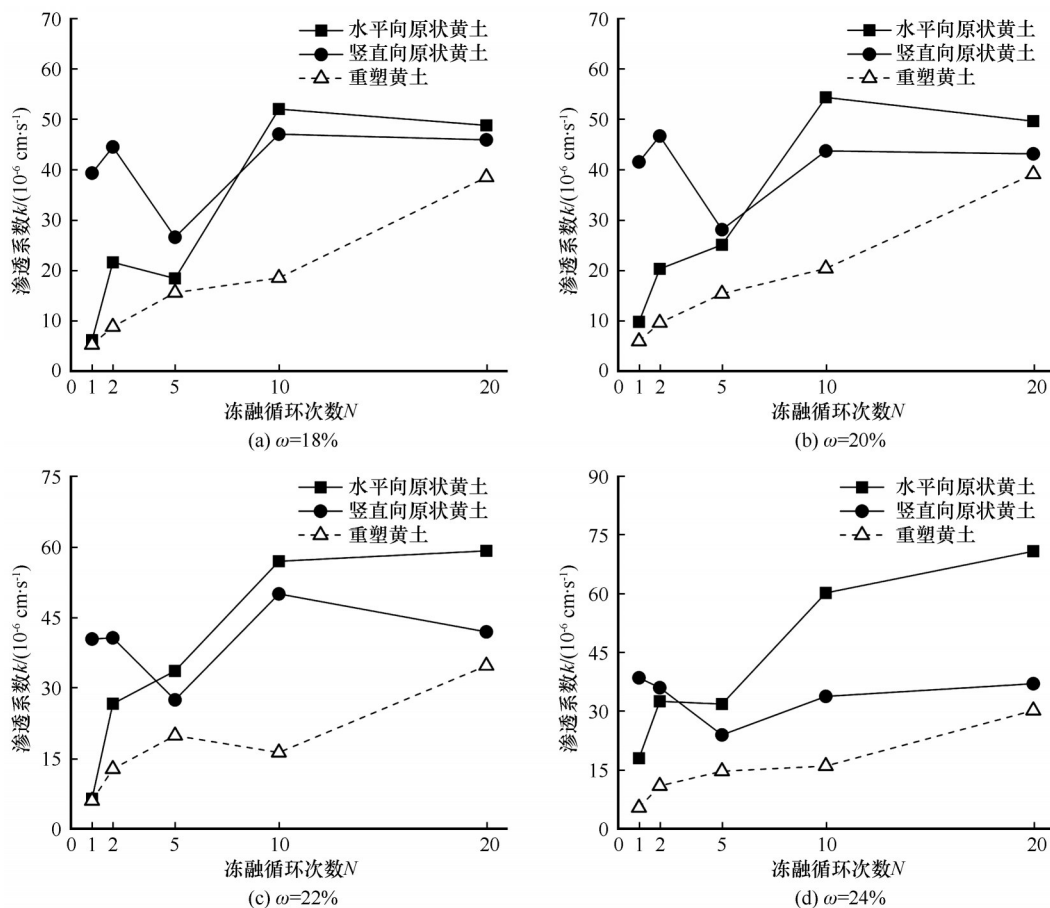 70
60
50
40
30
20
10
0
渗透系数k/(10⁻⁶ cm·s⁻¹)
水平向原状黄土
竖直向原状黄土
重塑黄土
0 1 2 5 10 20
冻融循环次数N
(a) ω=18%
70
60
50
40
30
20
10
0
渗透系数k/(10⁻⁶ cm·s⁻¹)
水平向原状黄土
竖直向原状黄土
重塑黄土
0 1 2 5 10 20
冻融循环次数N
(b) ω=20%
75
60
45
30
15
0
渗透系数k/(10⁻⁶ cm·s⁻¹)
水平向原状黄土
竖直向原状黄土
重塑黄土
0 1 2 5 10 20
冻融循环次数N
(c) ω=22%
90
75
60
45
30
15
0
渗透系数k/(10⁻⁶ cm·s⁻¹)
水平向原状黄土
竖直向原状黄土
重塑黄土
0 1 2 5 10 20
冻融循环次数N
(d) ω=24%